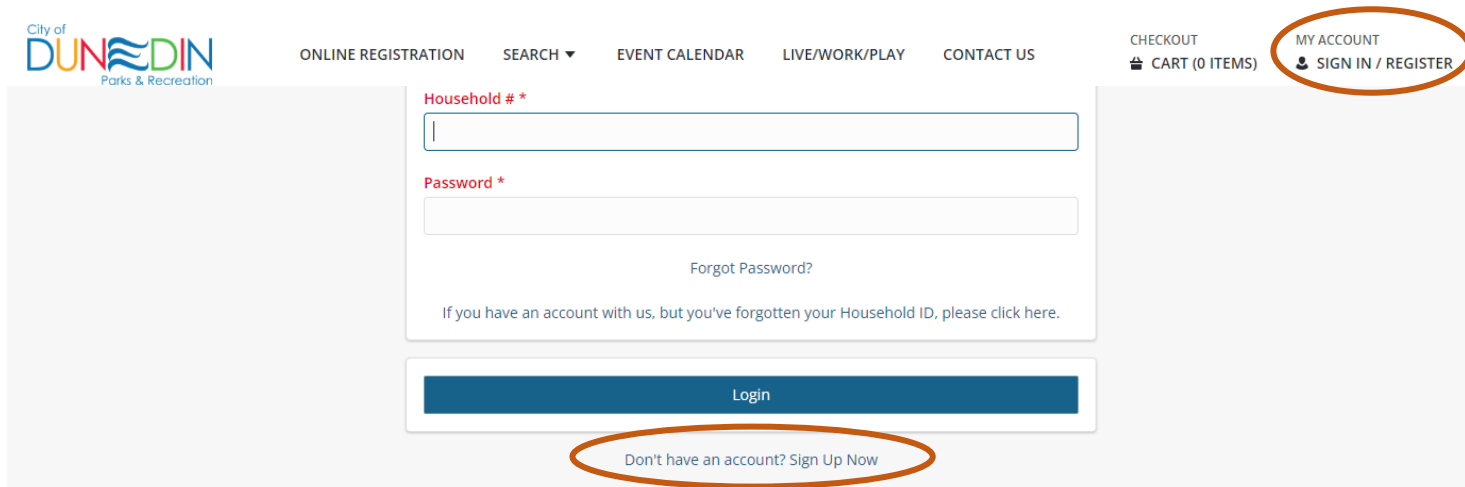 City of
DUNEDIN
Parks & Recreation
ONLINE REGISTRATION SEARCH ▼ EVENT CALENDAR LIVE/WORK/PLAY CONTACT US
CHECKOUT
CART (0 ITEMS)
MY ACCOUNT
SIGN IN / REGISTER
Household # *
Password *
Forgot Password?
If you have an account with us, but you've forgotten your Household ID, please click here.
Login
Don't have an account? Sign Up Now